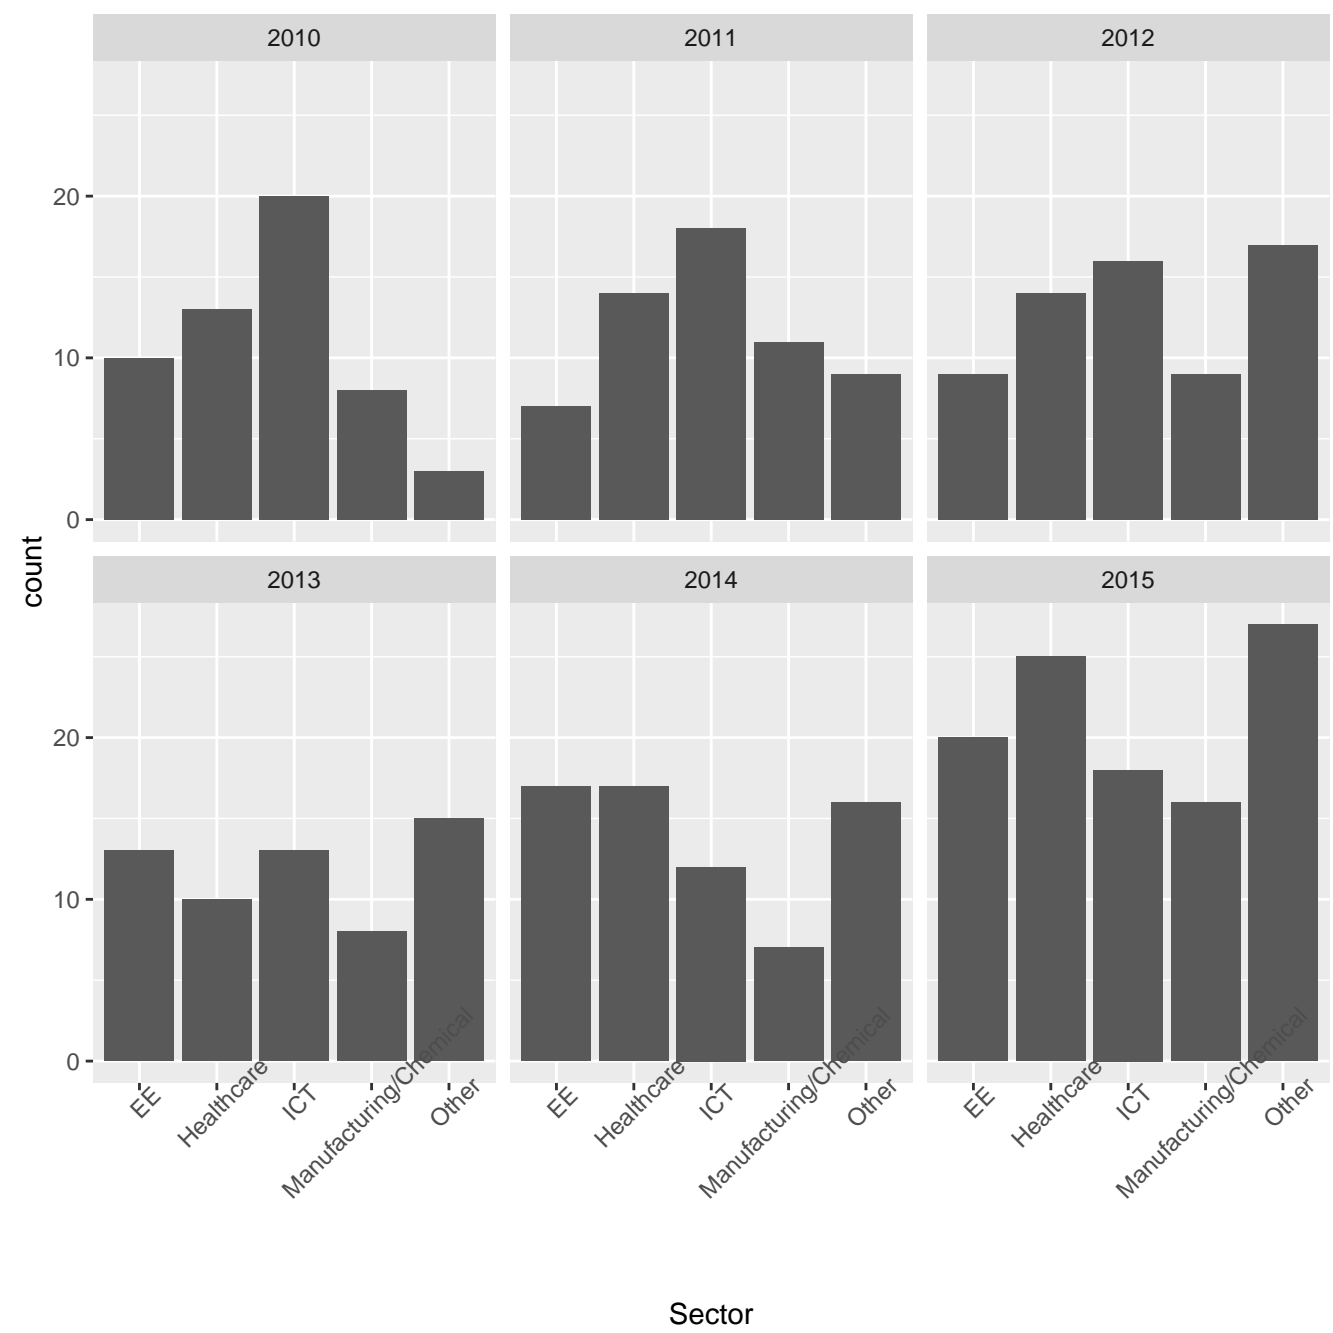 2010
2011
2012
20
10
0
count
2013
2014
2015
20
10
0
EE
Healthcare
ICT
Manufacturing/Chemical
Other
EE
Healthcare
ICT
Manufacturing/Chemical
Other
EE
Healthcare
ICT
Manufacturing/Chemical
Other
Sector